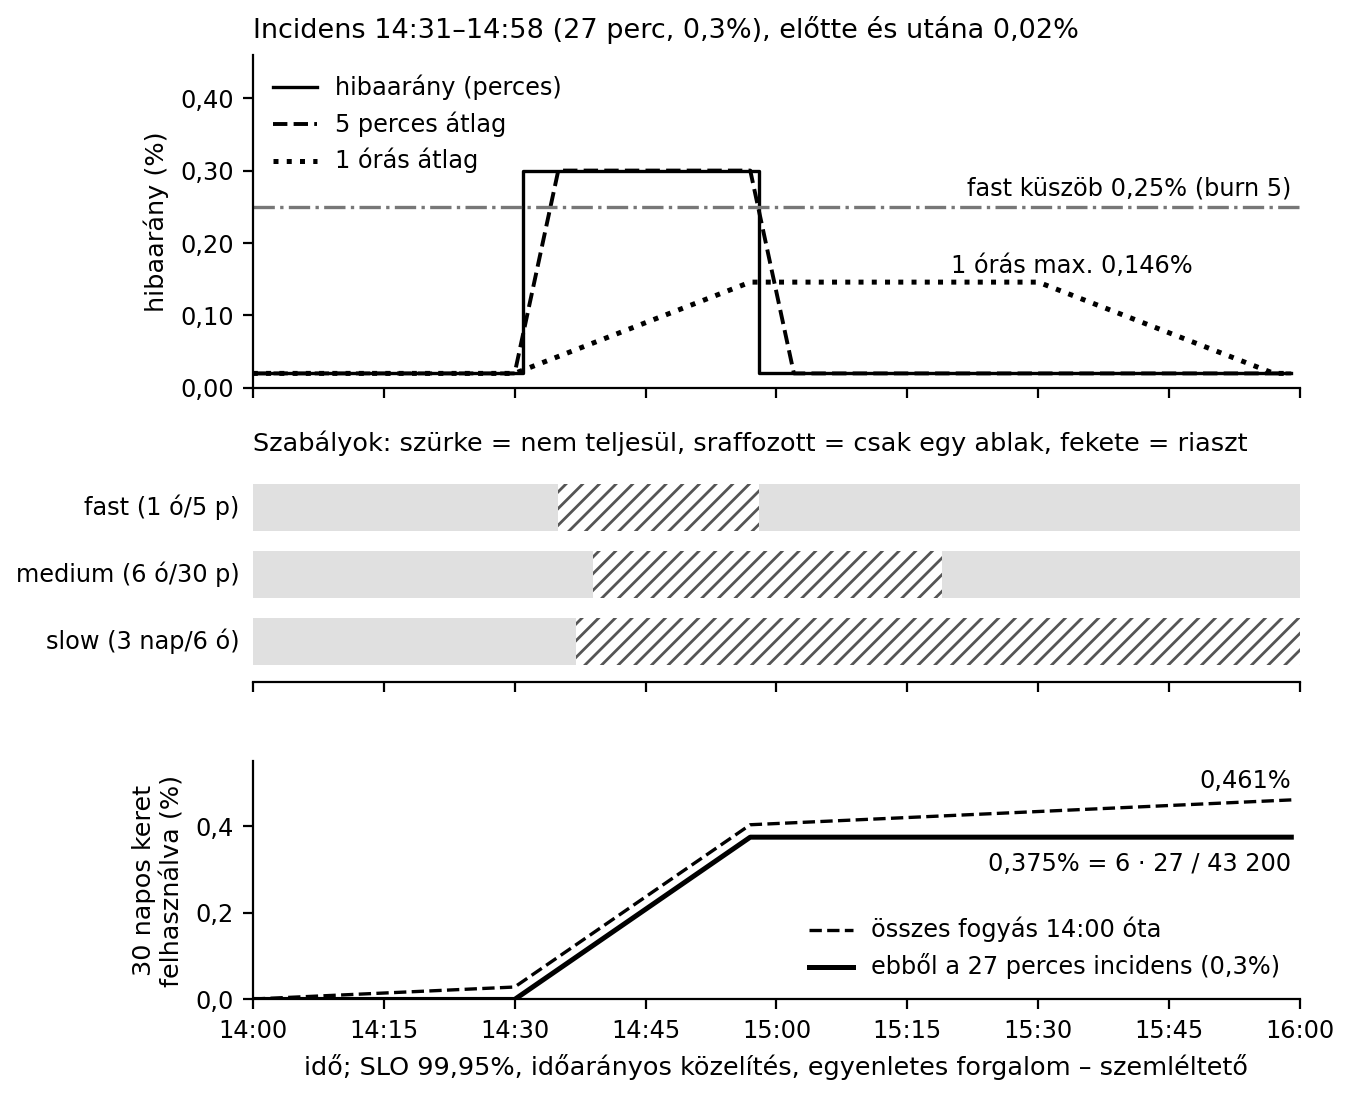 Incidens 14:31–14:58 (27 perc, 0,3%), előtte és utána 0,02%
hibaarány (%)
0,40
0,30
0,20
0,10
0,00
hibaarány (perces)
5 perces átlag
1 órás átlag
fast küszöb 0,25% (burn 5)
1 órás max. 0,146%
Szabályok: szürke = nem teljesül, sraffozott = csak egy ablak, fekete = riaszt
fast (1 ó/5 p)
medium (6 ó/30 p)
slow (3 nap/6 ó)
30 napos keret
felhasználva (%)
0,4
0,2
0,0
0,461%
0,375% = 6 · 27 / 43 200
összes fogyás 14:00 óta
ebből a 27 perces incidens (0,3%)
14:00 14:15 14:30 14:45 15:00 15:15 15:30 15:45 16:00
idő; SLO 99,95%, időarányos közelítés, egyenletes forgalom – szemléltető